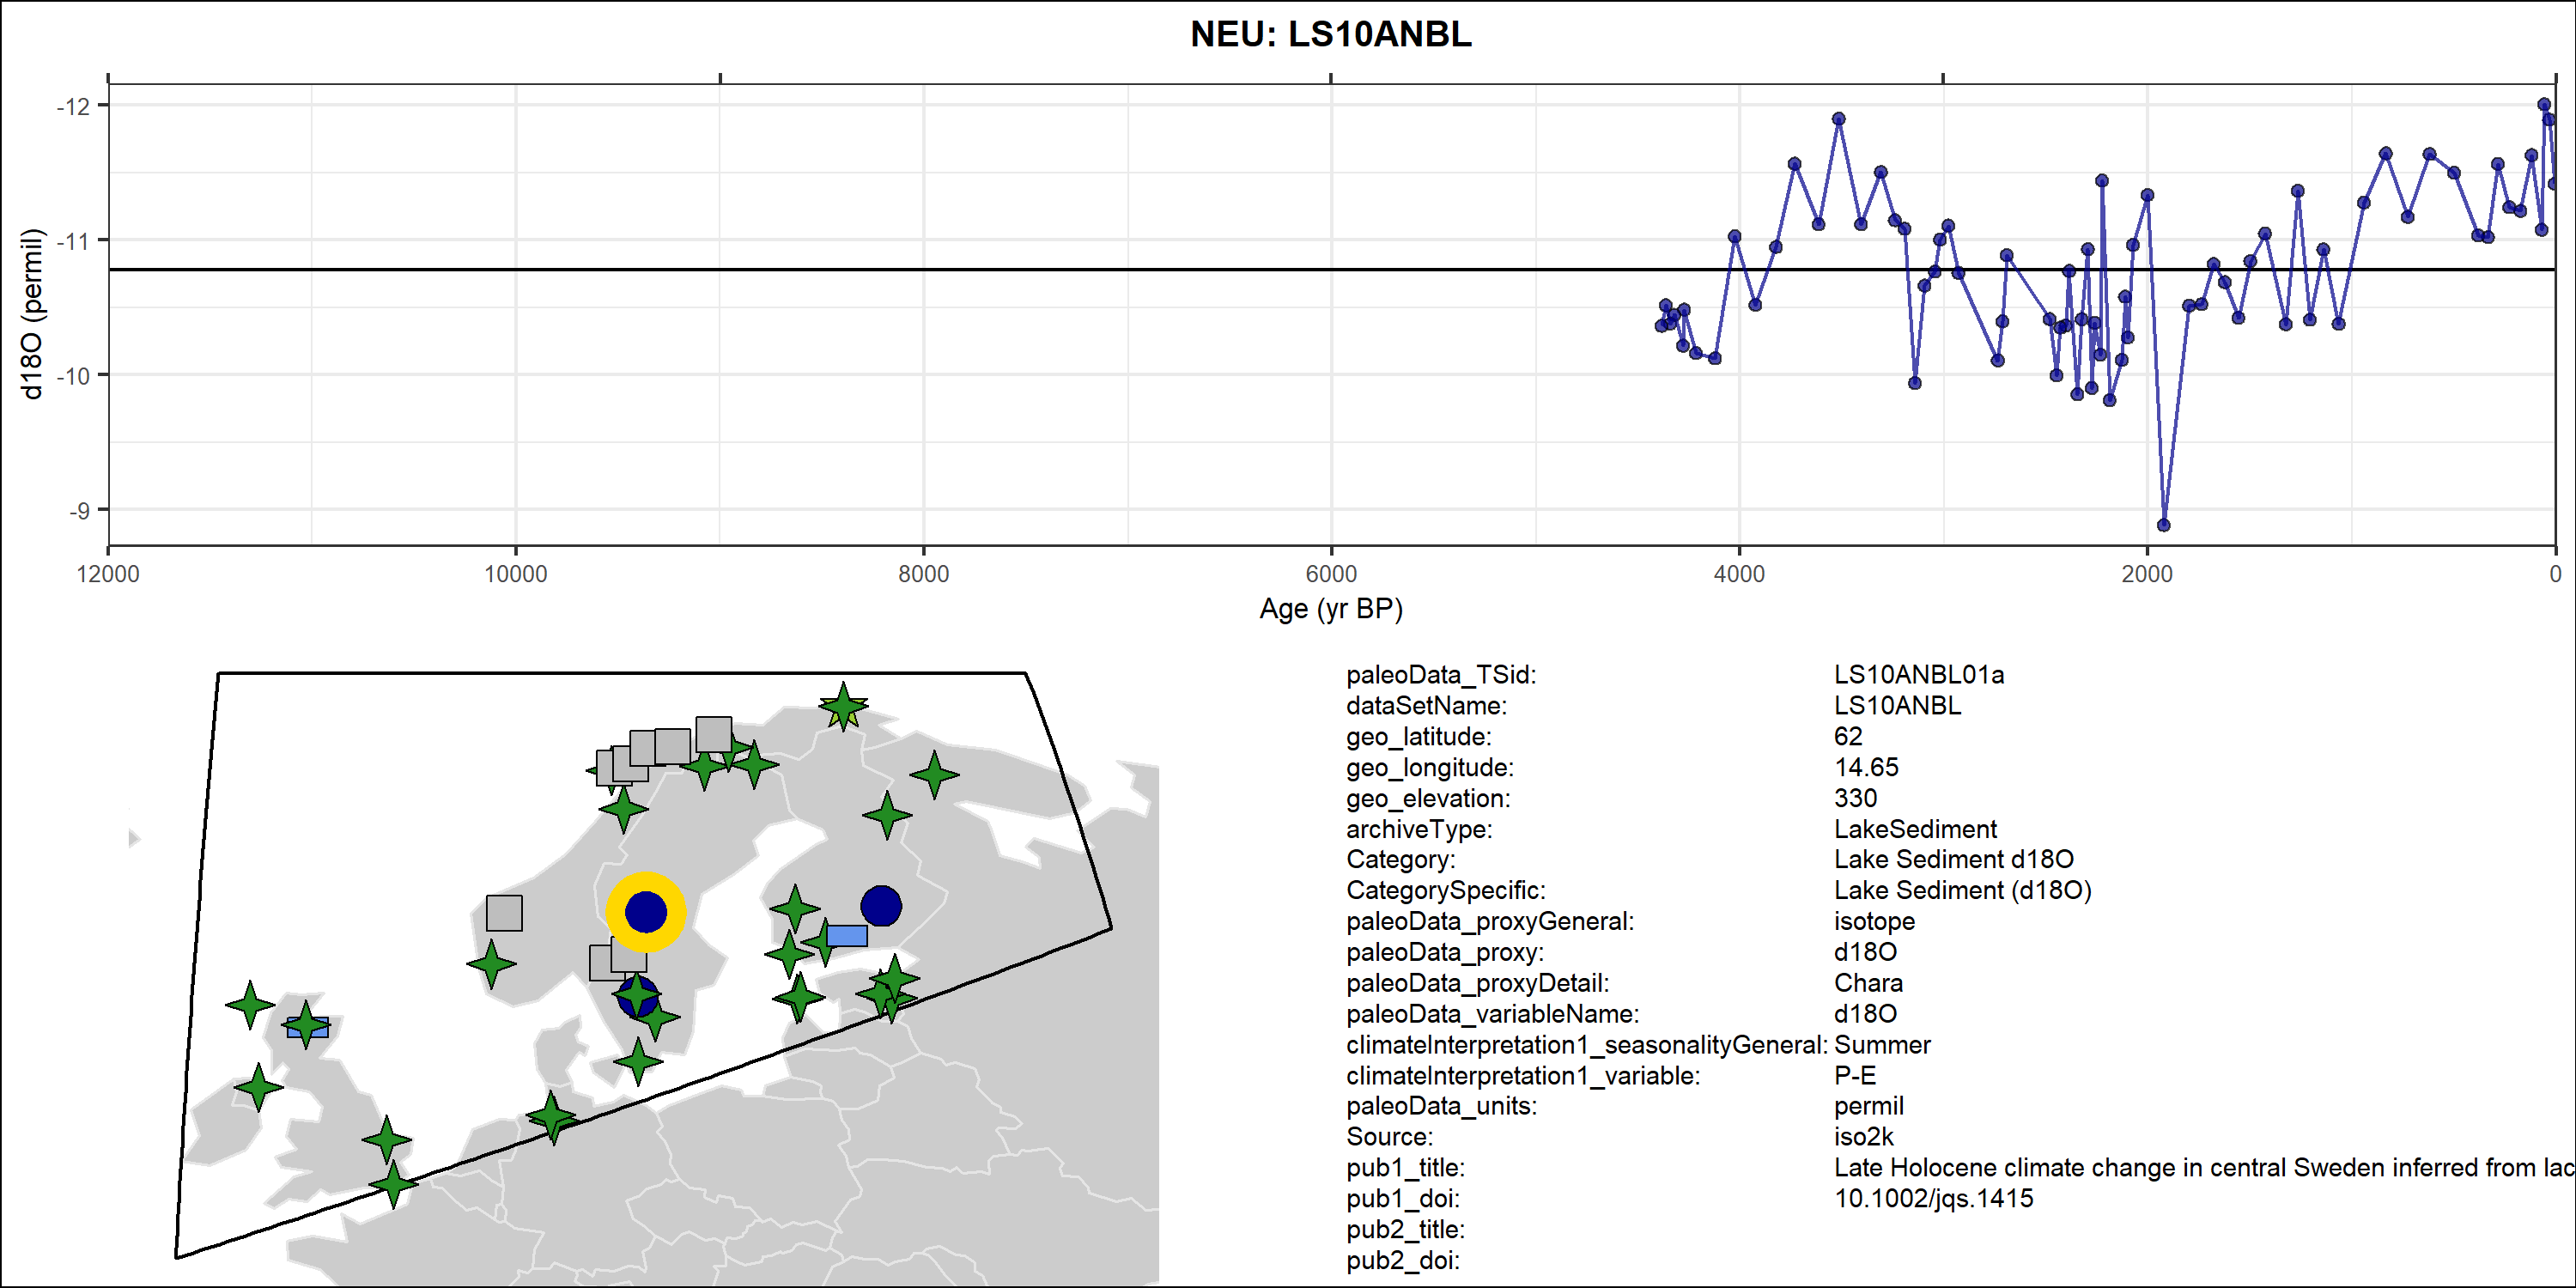 NEU: LS10ANBL
-12
-11
-10
-9
d18O (permil)
12000 10000 8000 6000 4000 2000 0
Age (yr BP)
paleoData_TSid: LS10ANBL01a
dataSetName: LS10ANBL
geo_latitude: 62
geo_longitude: 14.65
geo_elevation: 330
archiveType: LakeSediment
Category: Lake Sediment d18O
CategorySpecific: Lake Sediment (d18O)
paleoData_proxyGeneral: isotope
paleoData_proxy: d18O
paleoData_proxyDetail: Chara
paleoData_variableName: d18O
climateInterpretation1_seasonalityGeneral: Summer
climateInterpretation1_variable: P-E
paleoData_units: permil
Source: iso2k
pub1_title: Late Holocene climate change in central Sweden inferred from lac
pub1_doi: 10.1002/jqs.1415
pub2_title:
pub2_doi: